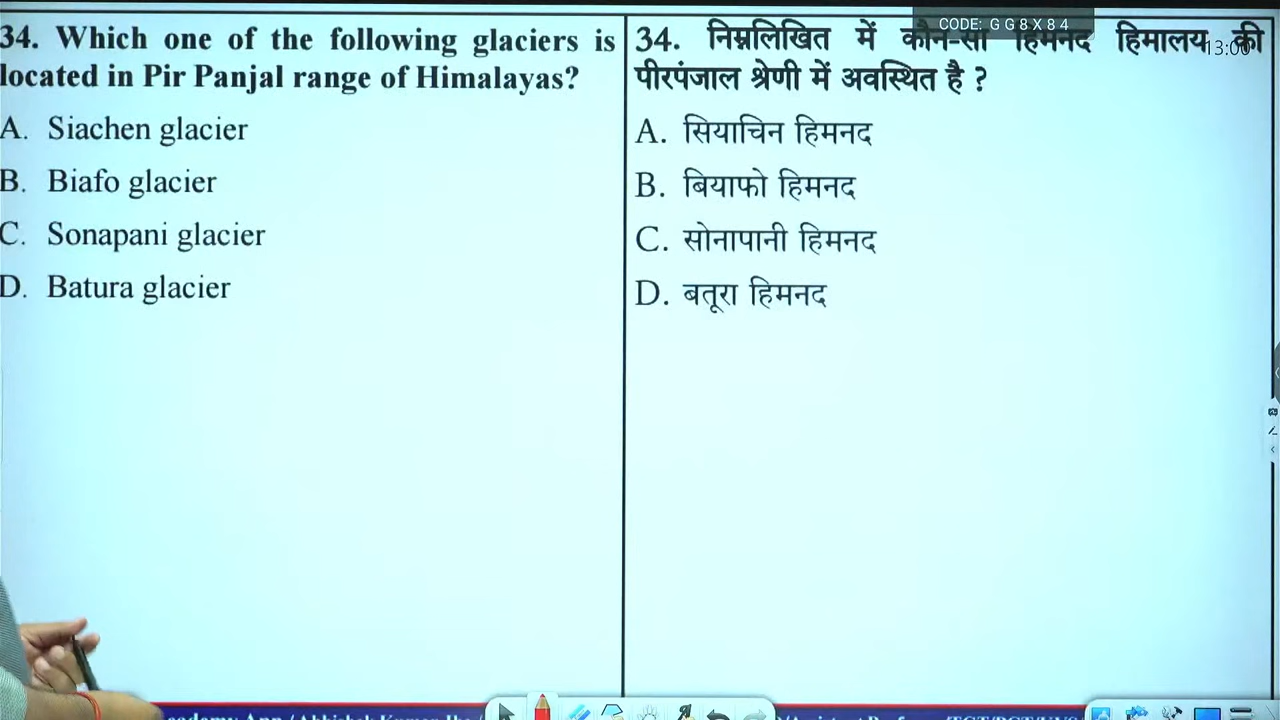 CODE: G G 8 X 8 4
13:00
34. Which one of the following glaciers is
located in Pir Panjal range of Himalayas?
A. Siachen glacier
B. Biafo glacier
C. Sonapani glacier
D. Batura glacier
34. निम्नलिखित में कौन-सा हिमनद हिमालय की
पीरपंजाल श्रेणी में अवस्थित है ?
A. सियाचिन हिमनद
B. बियाफो हिमनद
C. सोनापानी हिमनद
D. बतूरा हिमनद